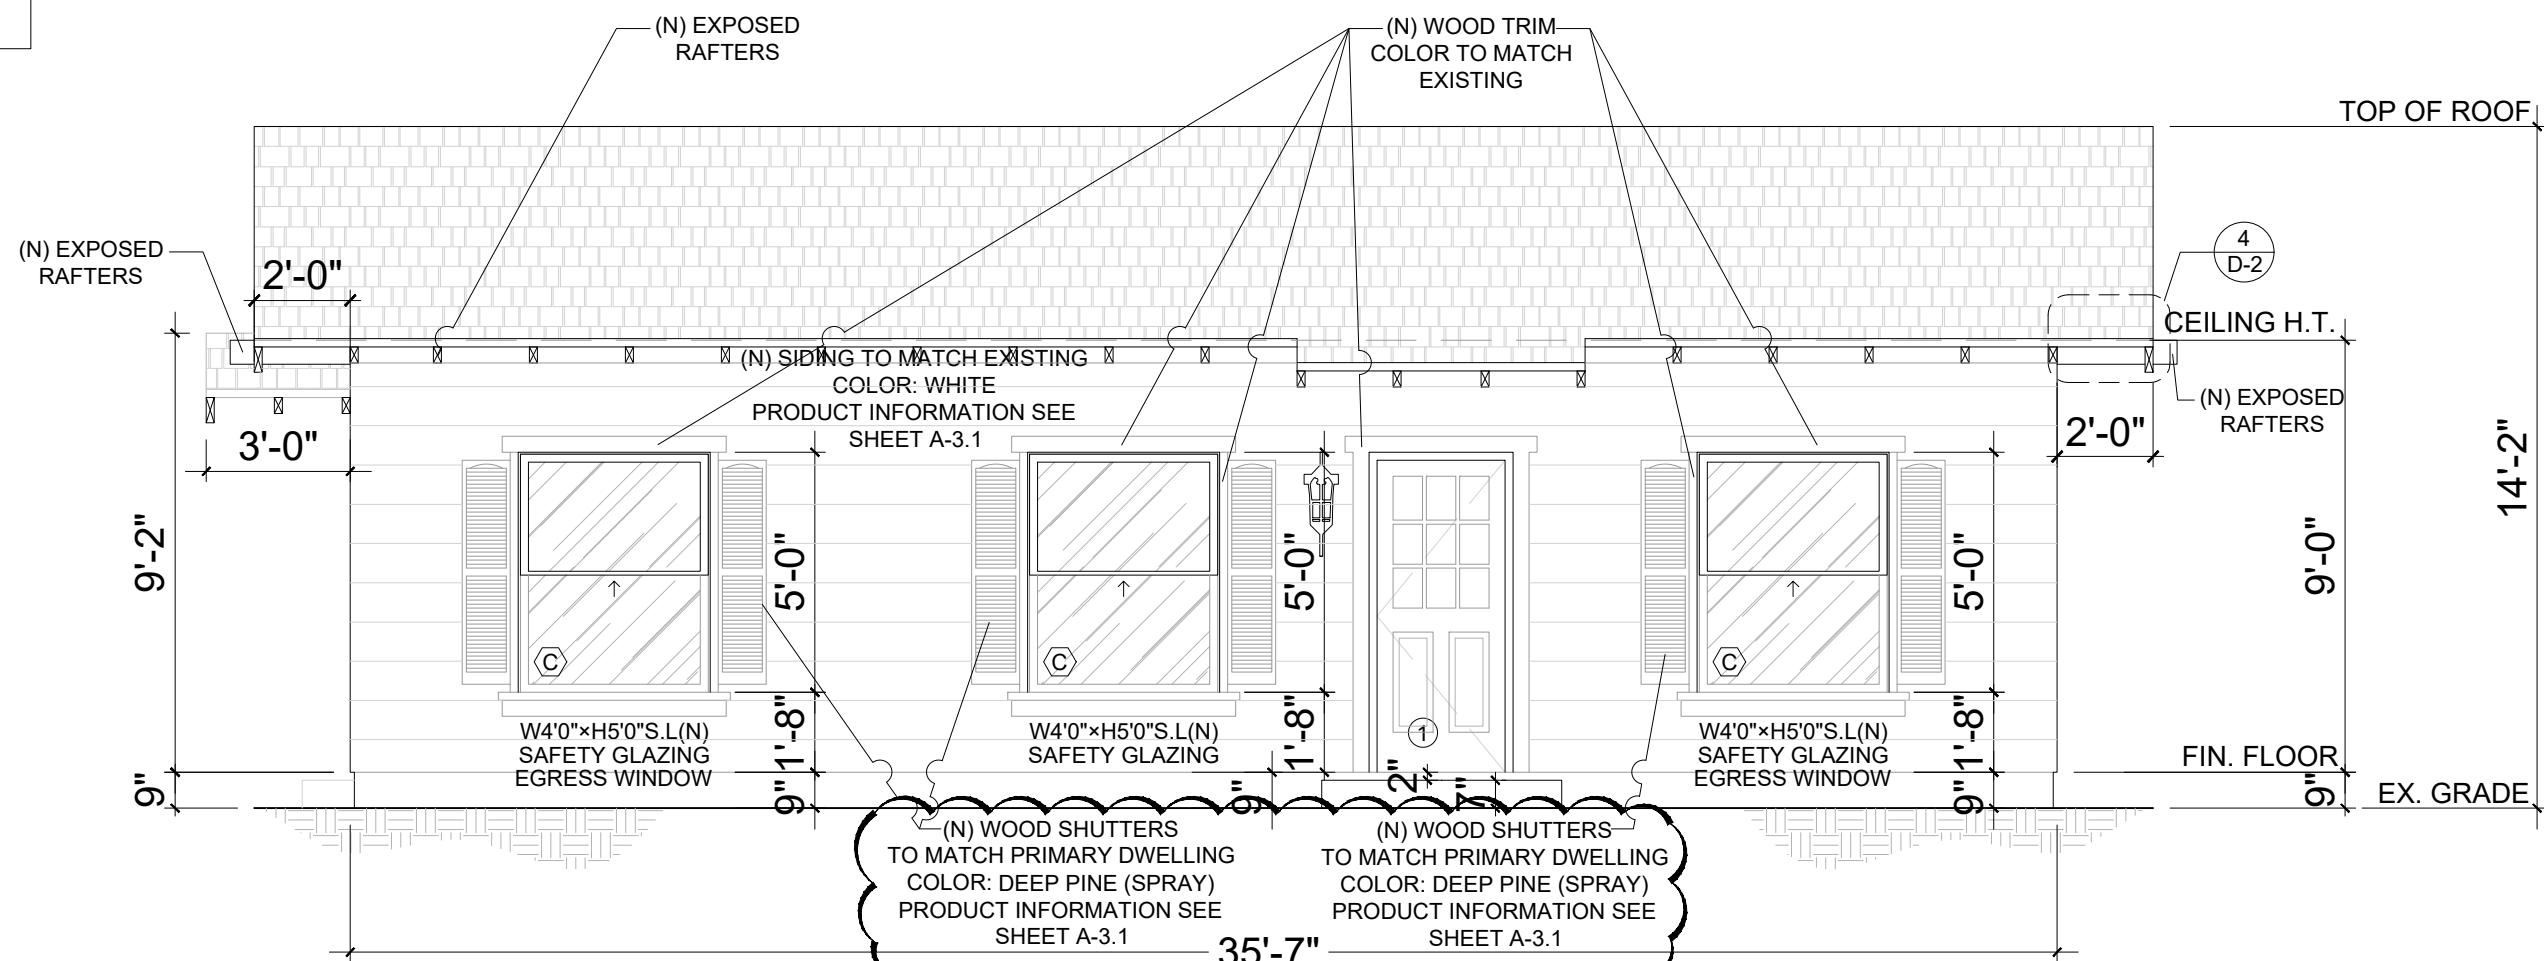 (N) EXPOSED
RAFTERS
(N) WOOD TRIM
COLOR TO MATCH
EXISTING
TOP OF ROOF
(N) EXPOSED
RAFTERS
2'-0"
4
D-2
CEILING H.T.
(N) SIDING TO MATCH EXISTING
COLOR: WHITE
PRODUCT INFORMATION SEE
SHEET A-3.1
(N) EXPOSED
RAFTERS
3'-0"
2'-0"
14'-2"
9'-2"
5'-0"
5'-0"
5'-0"
9'-0"
C
C
C
W4'0"×H5'0"S.L(N)
SAFETY GLAZING
EGRESS WINDOW
1'-8"
W4'0"×H5'0"S.L(N)
SAFETY GLAZING
1'-8"
1
W4'0"×H5'0"S.L(N)
SAFETY GLAZING
EGRESS WINDOW
1'-8"
FIN. FLOOR
9"
9"
9"
2"
7"
9"
9"
EX. GRADE
(N) WOOD SHUTTERS
TO MATCH PRIMARY DWELLING
COLOR: DEEP PINE (SPRAY)
PRODUCT INFORMATION SEE
SHEET A-3.1
(N) WOOD SHUTTERS
TO MATCH PRIMARY DWELLING
COLOR: DEEP PINE (SPRAY)
PRODUCT INFORMATION SEE
SHEET A-3.1
35'-7"